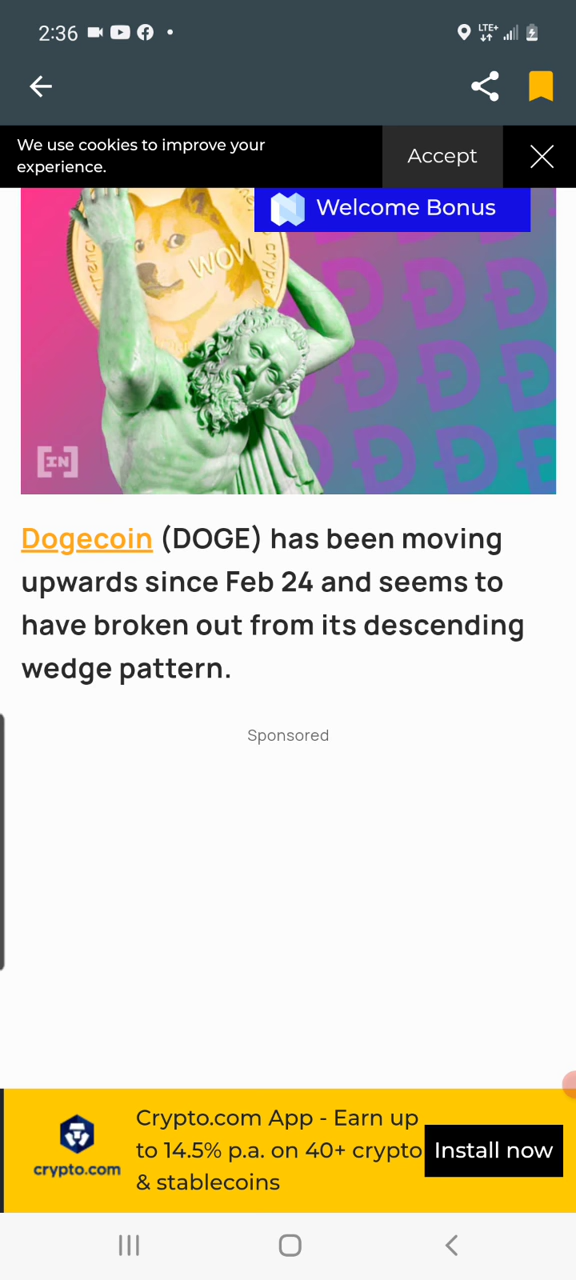 2:36
LTE+
We use cookies to improve your
experience.
Accept
Welcome Bonus
WOW
crypto
[IN]
Dogecoin (DOGE) has been moving
upwards since Feb 24 and seems to
have broken out from its descending
wedge pattern.
Sponsored
Crypto.com App - Earn up
to 14.5% p.a. on 40+ crypto
& stablecoins
crypto.com
Install now